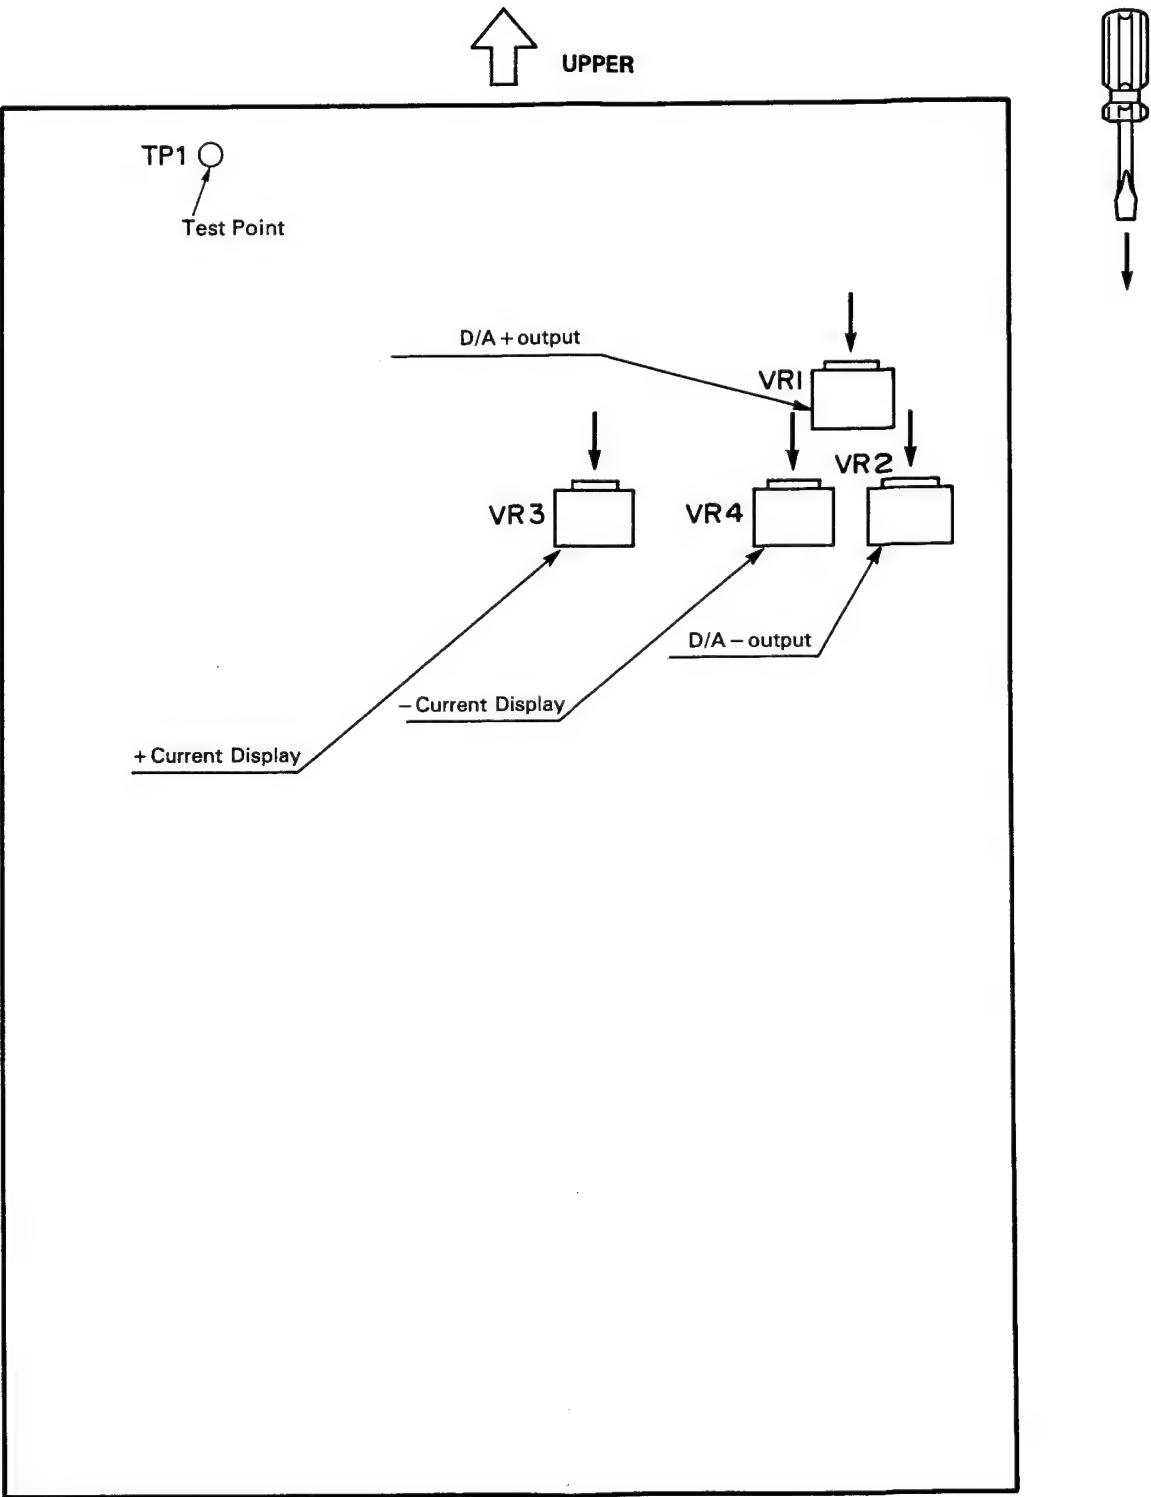 UPPER
TP1
Test Point
D/A + output
VR1
VR2
VR3
VR4
D/A – output
– Current Display
+ Current Display